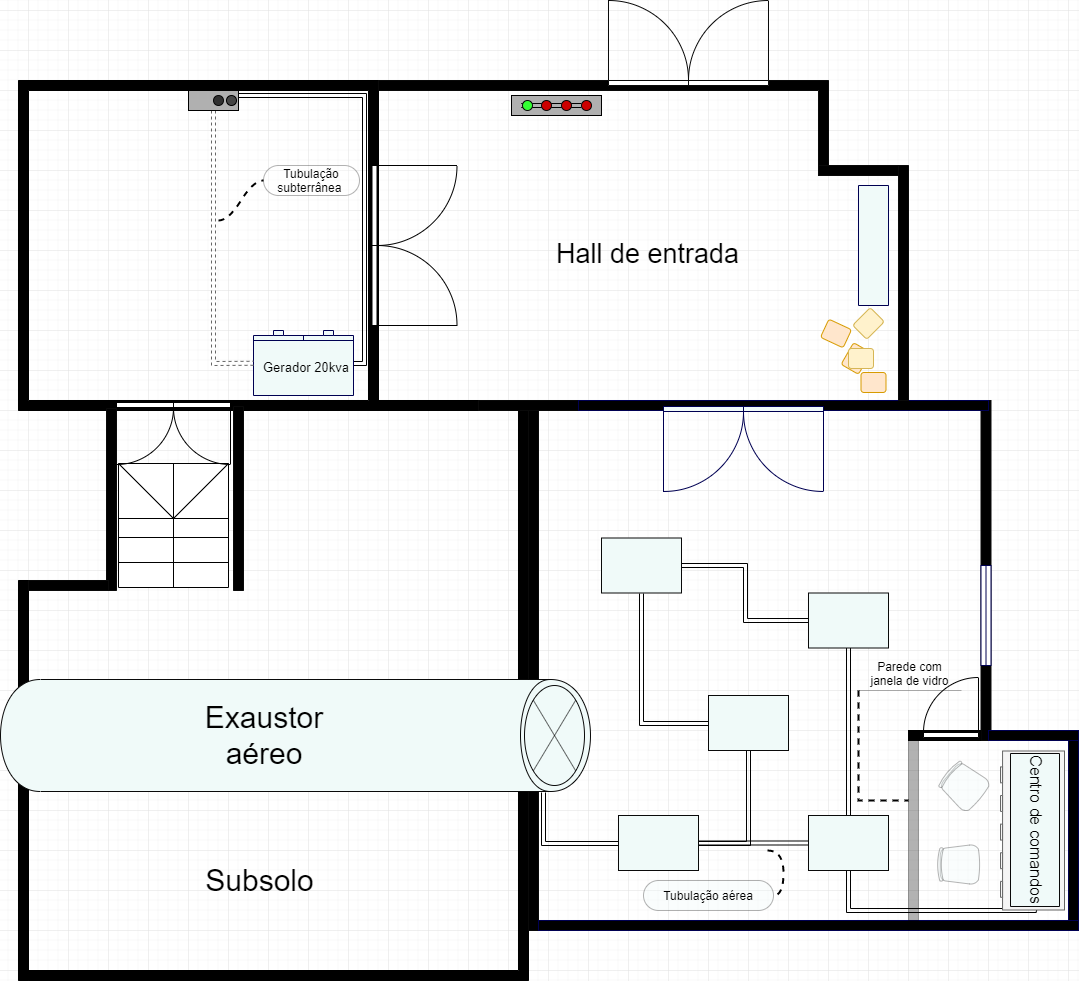 Tubulação
subterrânea
Hall de entrada
Gerador 20kva
Parede com
janela de vidro
Exaustor
aéreo
Centro de comandos
Subsolo
Tubulação aérea